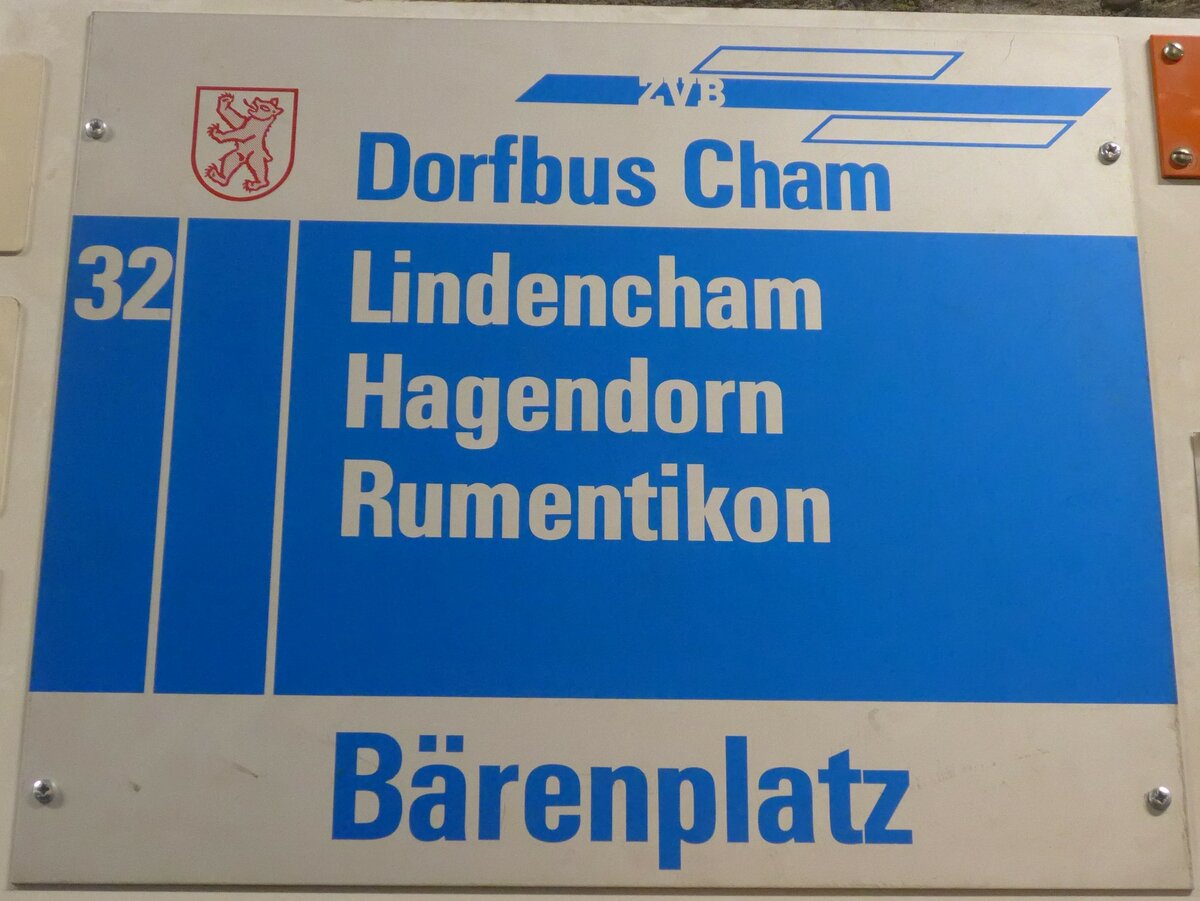 ZVB
Dorfbus Cham
32
Lindencham
Hagendorn
Rumentikon
Bärenplatz